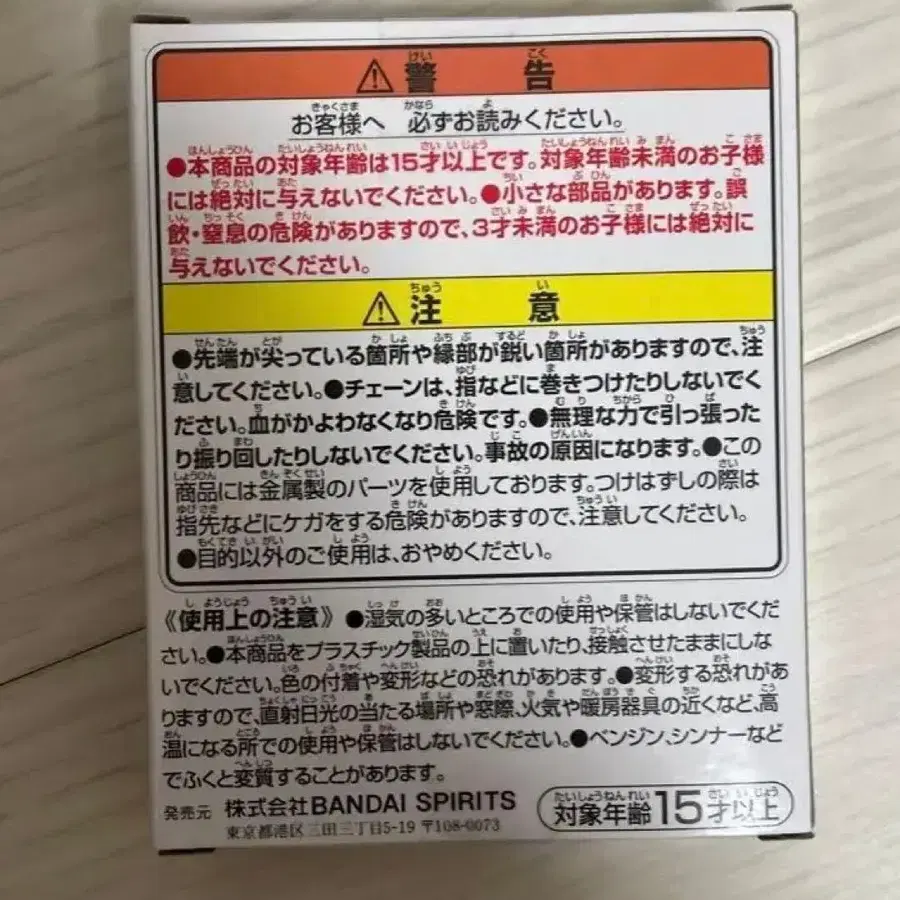 ⚠警告
お客様へ 必ずお読みください。
●本商品の対象年齢は15才以上です。対象年齢未満のお子様
には絶対に与えないでください。●小さな部品があります。誤
飲・窒息の危険がありますので、3才未満のお子様には絶対に
与えないでください。
⚠注意
●先端が尖っている箇所や縁部が鋭い箇所がありますので、注
意してください。●チェーンは、指などに巻きつけたりしないでく
ださい。血がかよわなくなり危険です。●無理な力で引っ張った
り振り回したりしないでください。事故の原因になります。●この
商品には金属製のパーツを使用しております。つけはずしの際は
指先などにケガをする危険がありますので、注意してください。
●目的以外のご使用は、おやめください。
《使用上の注意》●湿気の多いところでの使用や保管はしないでくだ
さい。●本商品をプラスチック製品の上に置いたり、接触させたままにしな
いでください。色の付着や変形などの恐れがあります。●変形する恐れがあ
りますので、直射日光の当たる場所や窓際、火気や暖房器具の近くなど、高
温になる所での使用や保管はしないでください。●ベンジン、シンナーなど
でふくと変質することがあります。
発売元 株式会社BANDAI SPIRITS
東京都港区三田三丁目5-19 〒108-0073
対象年齢15才以上